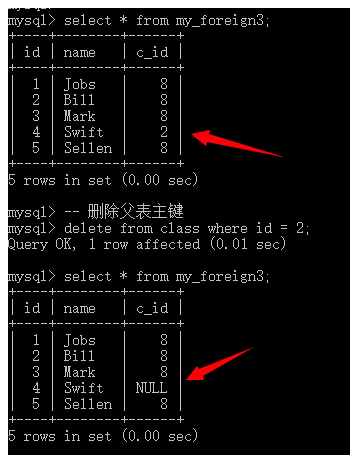 mysql> select * from my_foreign3;
+----+--------+------+
| id | name   | c_id |
+----+--------+------+
|  1 | Jobs   |    8 |
|  2 | Bill   |    8 |
|  3 | Mark   |    8 |
|  4 | Swift  |    2 |
|  5 | Sellen |    8 |
+----+--------+------+
5 rows in set (0.00 sec)
mysql> -- 删除父表主键
mysql> delete from class where id = 2;
Query OK, 1 row affected (0.01 sec)
mysql> select * from my_foreign3;
+----+--------+------+
| id | name   | c_id |
+----+--------+------+
|  1 | Jobs   |    8 |
|  2 | Bill   |    8 |
|  3 | Mark   |    8 |
|  4 | Swift  | NULL |
|  5 | Sellen |    8 |
+----+--------+------+
5 rows in set (0.00 sec)